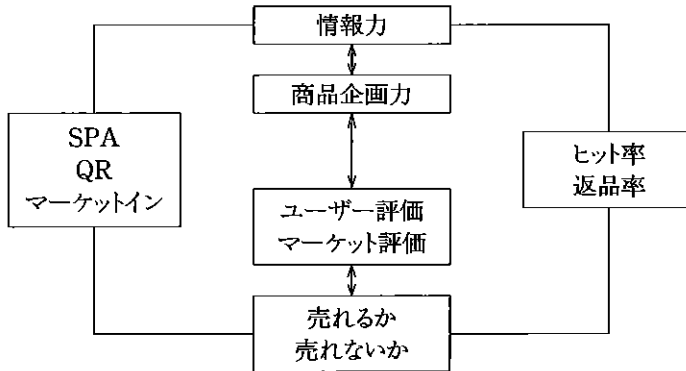 情報力
商品企画力
SPA
QR
マーケットイン
ヒット率
返品率
ユーザー評価
マーケット評価
売れるか
売れないか